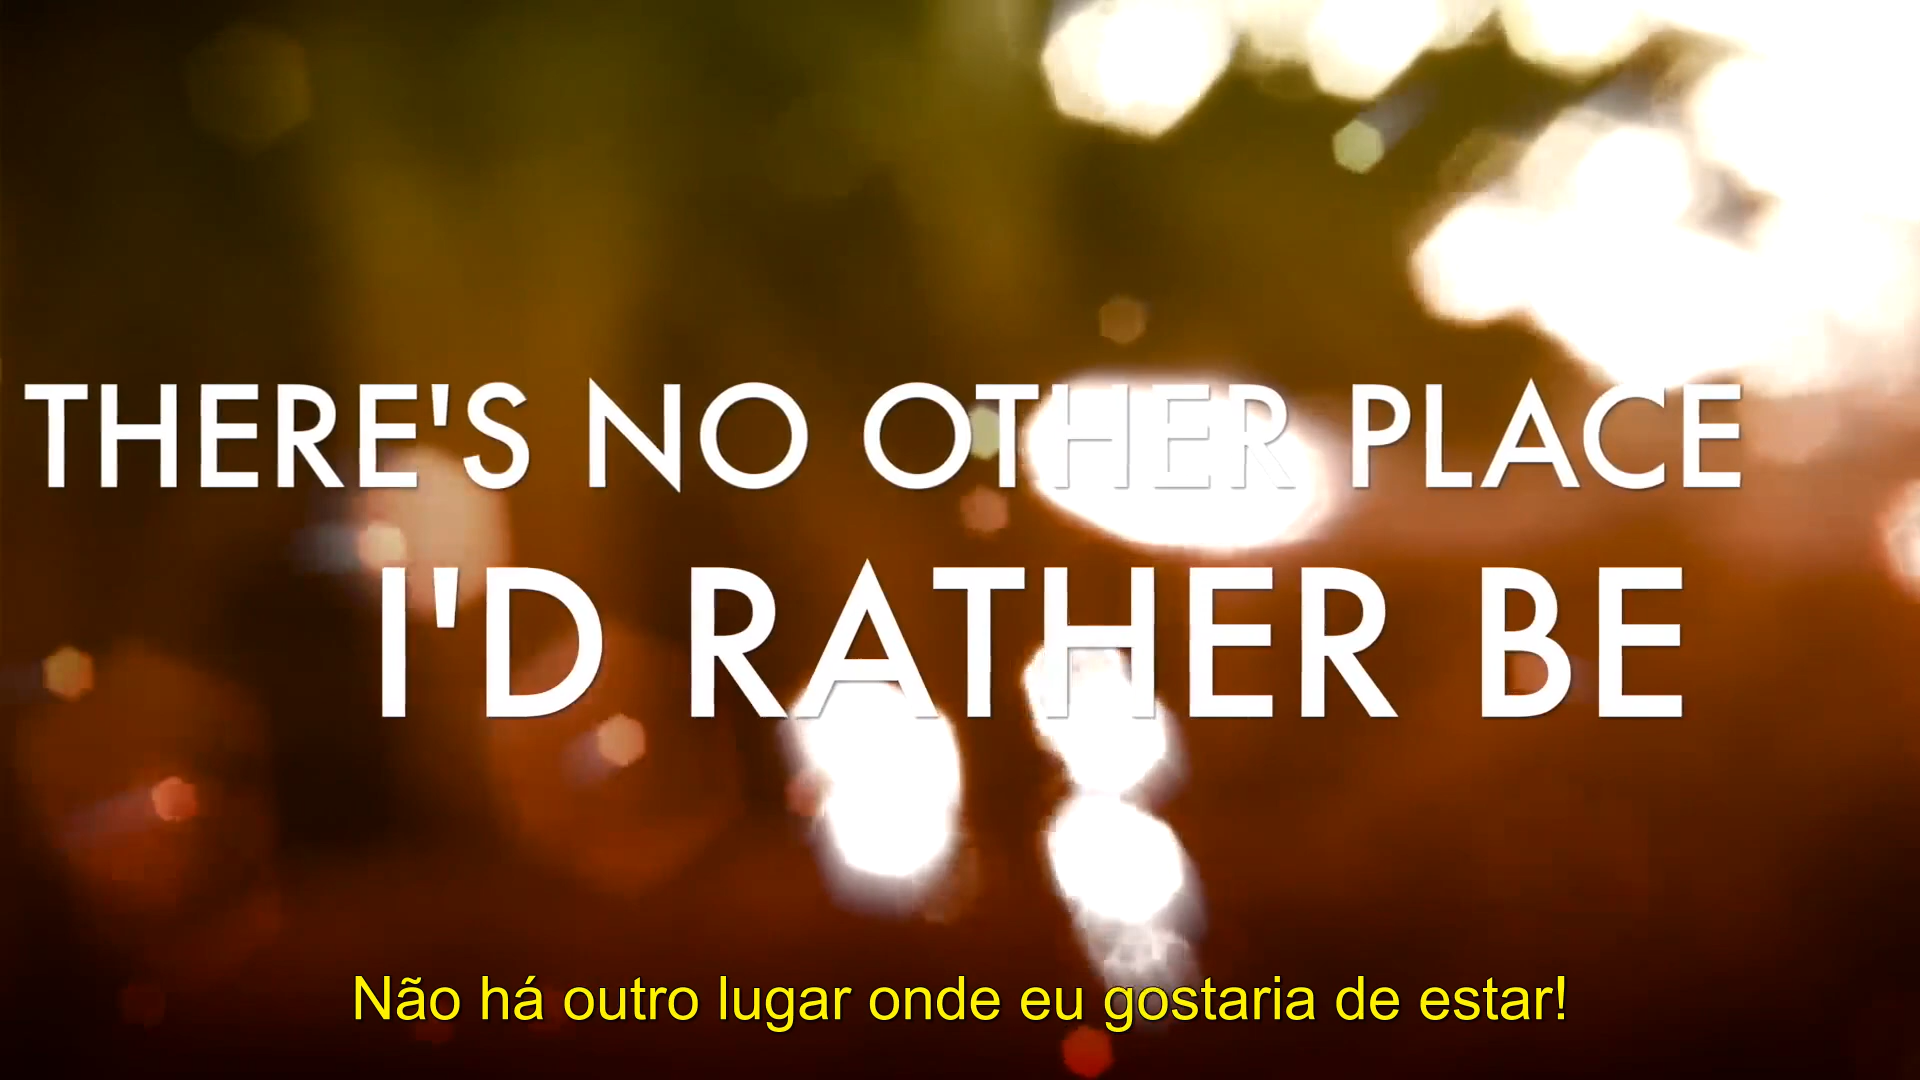 THERE'S NO OTHER PLACE
I'D RATHER BE
Não há outro lugar onde eu gostaria de estar!